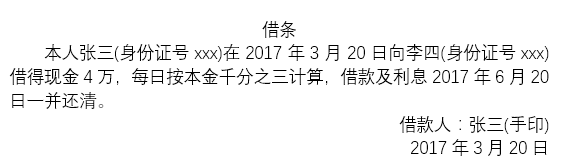 借条
本人张三(身份证号 xxx)在 2017 年 3 月 20 日向李四(身份证号 xxx)
借得现金 4 万，每日按本金千分之三计算，借款及利息 2017 年 6 月 20
日一并还清。
借款人：张三(手印)
2017 年 3 月 20 日